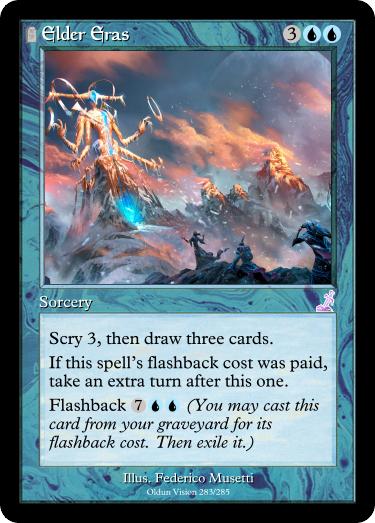 Elder Eras 3
Sorcery
Scry 3, then draw three cards.
If this spell's flashback cost was paid,
take an extra turn after this one.
Flashback 7 (You may cast this
card from your graveyard for its
flashback cost. Then exile it.)
Illus. Federico Musetti
Oldun Vision 283/285